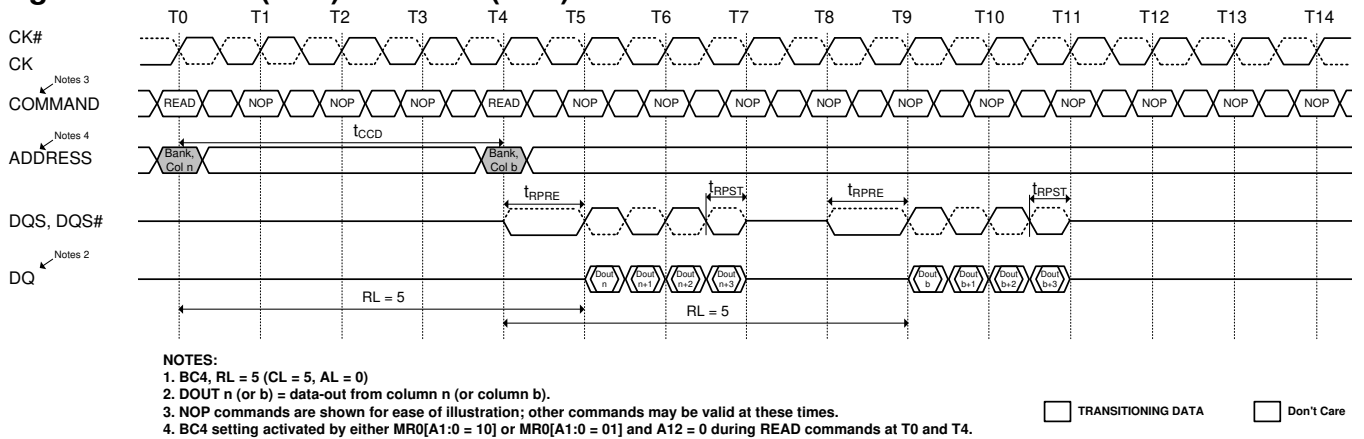 T0 T1 T2 T3 T4 T5 T6 T7 T8 T9 T10 T11 T12 T13 T14
CK#
CK
Notes 3
COMMAND READ NOP NOP NOP READ NOP NOP NOP NOP NOP NOP NOP NOP NOP NOP
tCCD
Notes 4
ADDRESS Bank, Col n Bank, Col b
tRPRE tRPST tRPRE tRPST
DQS, DQS#
Notes 2
DQ Dout n Dout n+1 Dout n+2 Dout n+3 Dout b Dout b+1 Dout b+2 Dout b+3
RL = 5
RL = 5
NOTES:
1. BC4, RL = 5 (CL = 5, AL = 0)
2. DOUT n (or b) = data-out from column n (or column b).
3. NOP commands are shown for ease of illustration; other commands may be valid at these times.
4. BC4 setting activated by either MR0[A1:0 = 10] or MR0[A1:0 = 01] and A12 = 0 during READ commands at T0 and T4.
TRANSITIONING DATA Don't Care